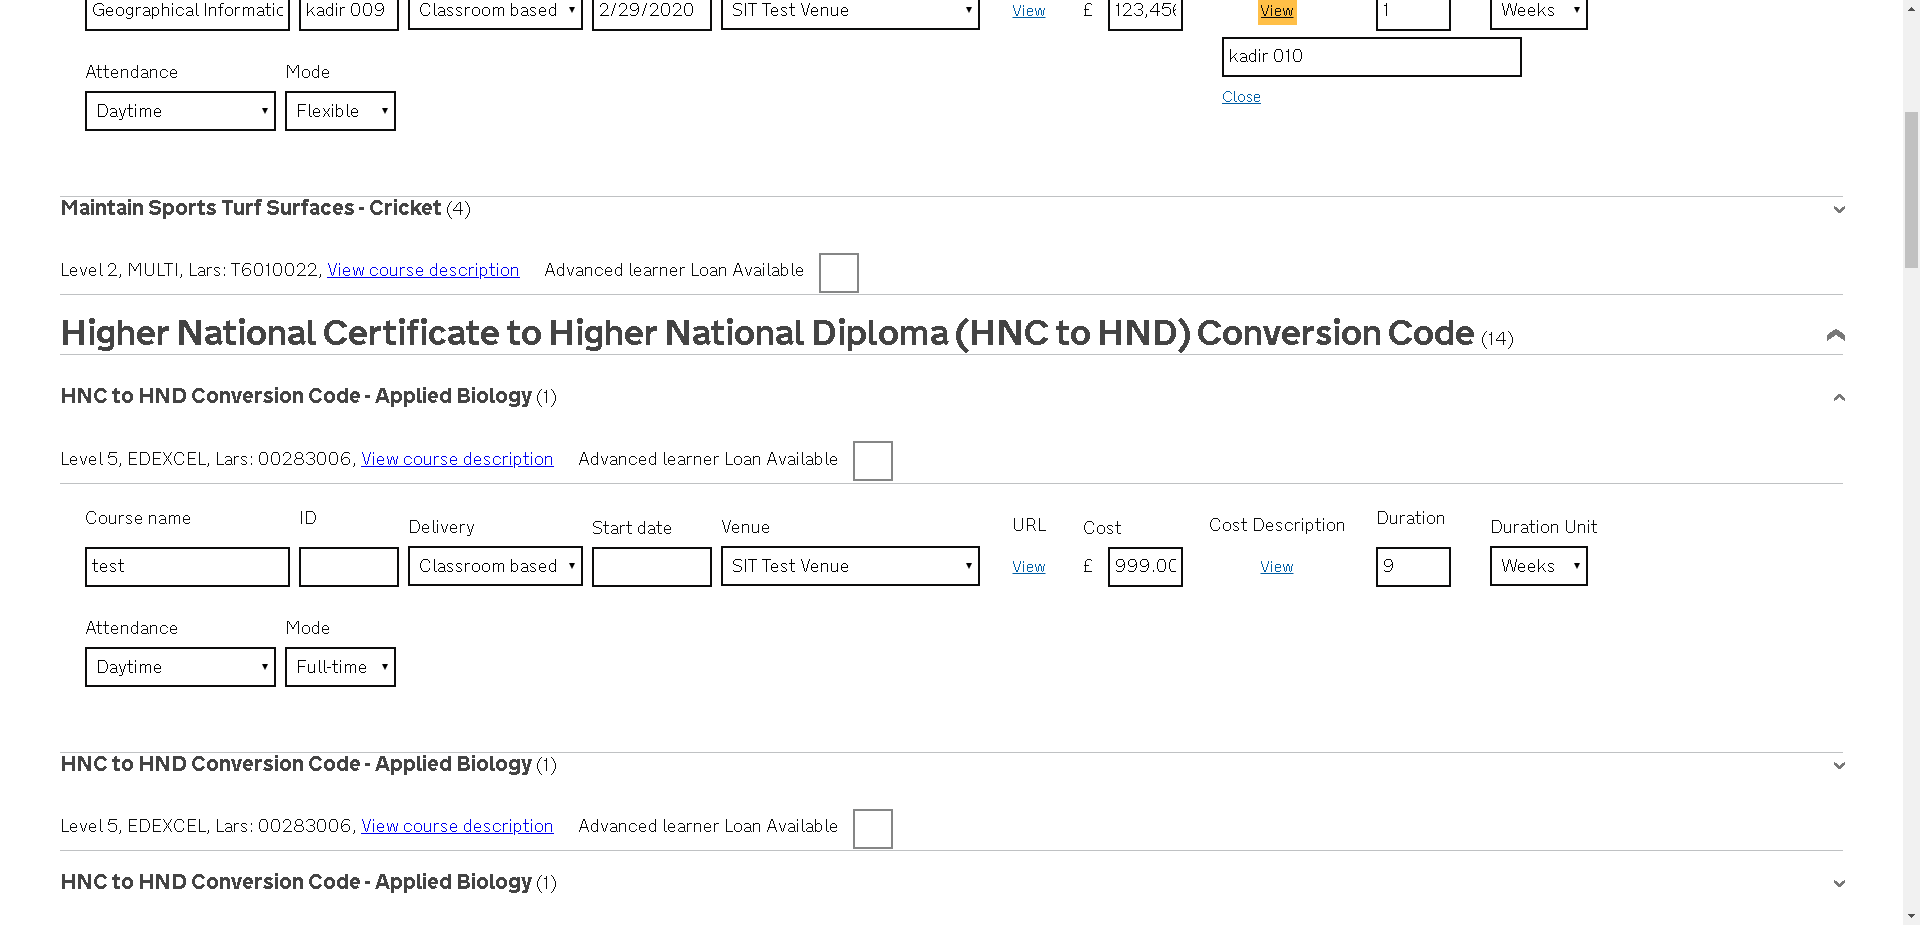 Geographical Informatic kadir 009 Classroom based 2/29/2020 SIT Test Venue View £ 123,456 View 1 Weeks
kadir 010
Attendance Mode
Close
Daytime Flexible
Maintain Sports Turf Surfaces - Cricket (4)
Level 2, MULTI, Lars: T6010022, View course description Advanced learner Loan Available
Higher National Certificate to Higher National Diploma (HNC to HND) Conversion Code (14)
HNC to HND Conversion Code - Applied Biology (1)
Level 5, EDEXCEL, Lars: 00283006, View course description Advanced learner Loan Available
Course name ID Delivery Start date Venue URL Cost Cost Description Duration Duration Unit
test Classroom based SIT Test Venue View £ 999.00 View 9 Weeks
Attendance Mode
Daytime Full-time
HNC to HND Conversion Code - Applied Biology (1)
Level 5, EDEXCEL, Lars: 00283006, View course description Advanced learner Loan Available
HNC to HND Conversion Code - Applied Biology (1)